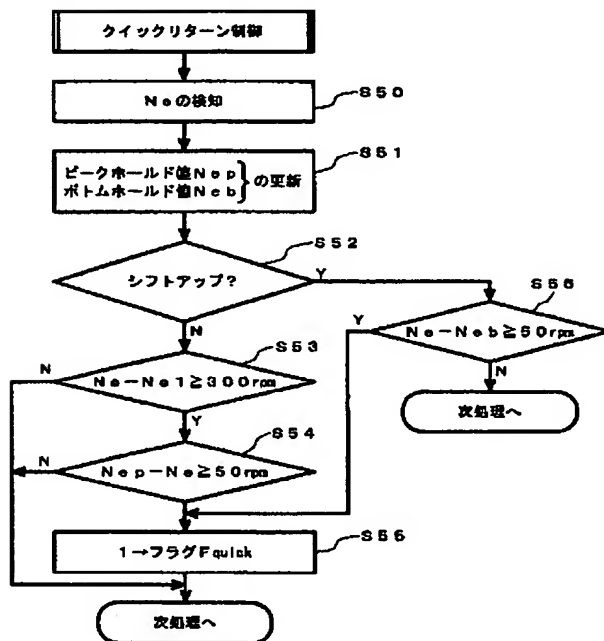 クイックリターン制御
Neの検知
S50
ピークホールド値Nep
ボトムホールド値Neb
の更新
S51
シフトアップ?
S52
Y
N
Ne−Neb≧50rpm
S56
Y
N
次処理へ
Ne−Ne1≧300rpm
S53
N
Y
Nep−Ne≧50rpm
S54
N
Y
1→フラグFquick
S55
次処理へ